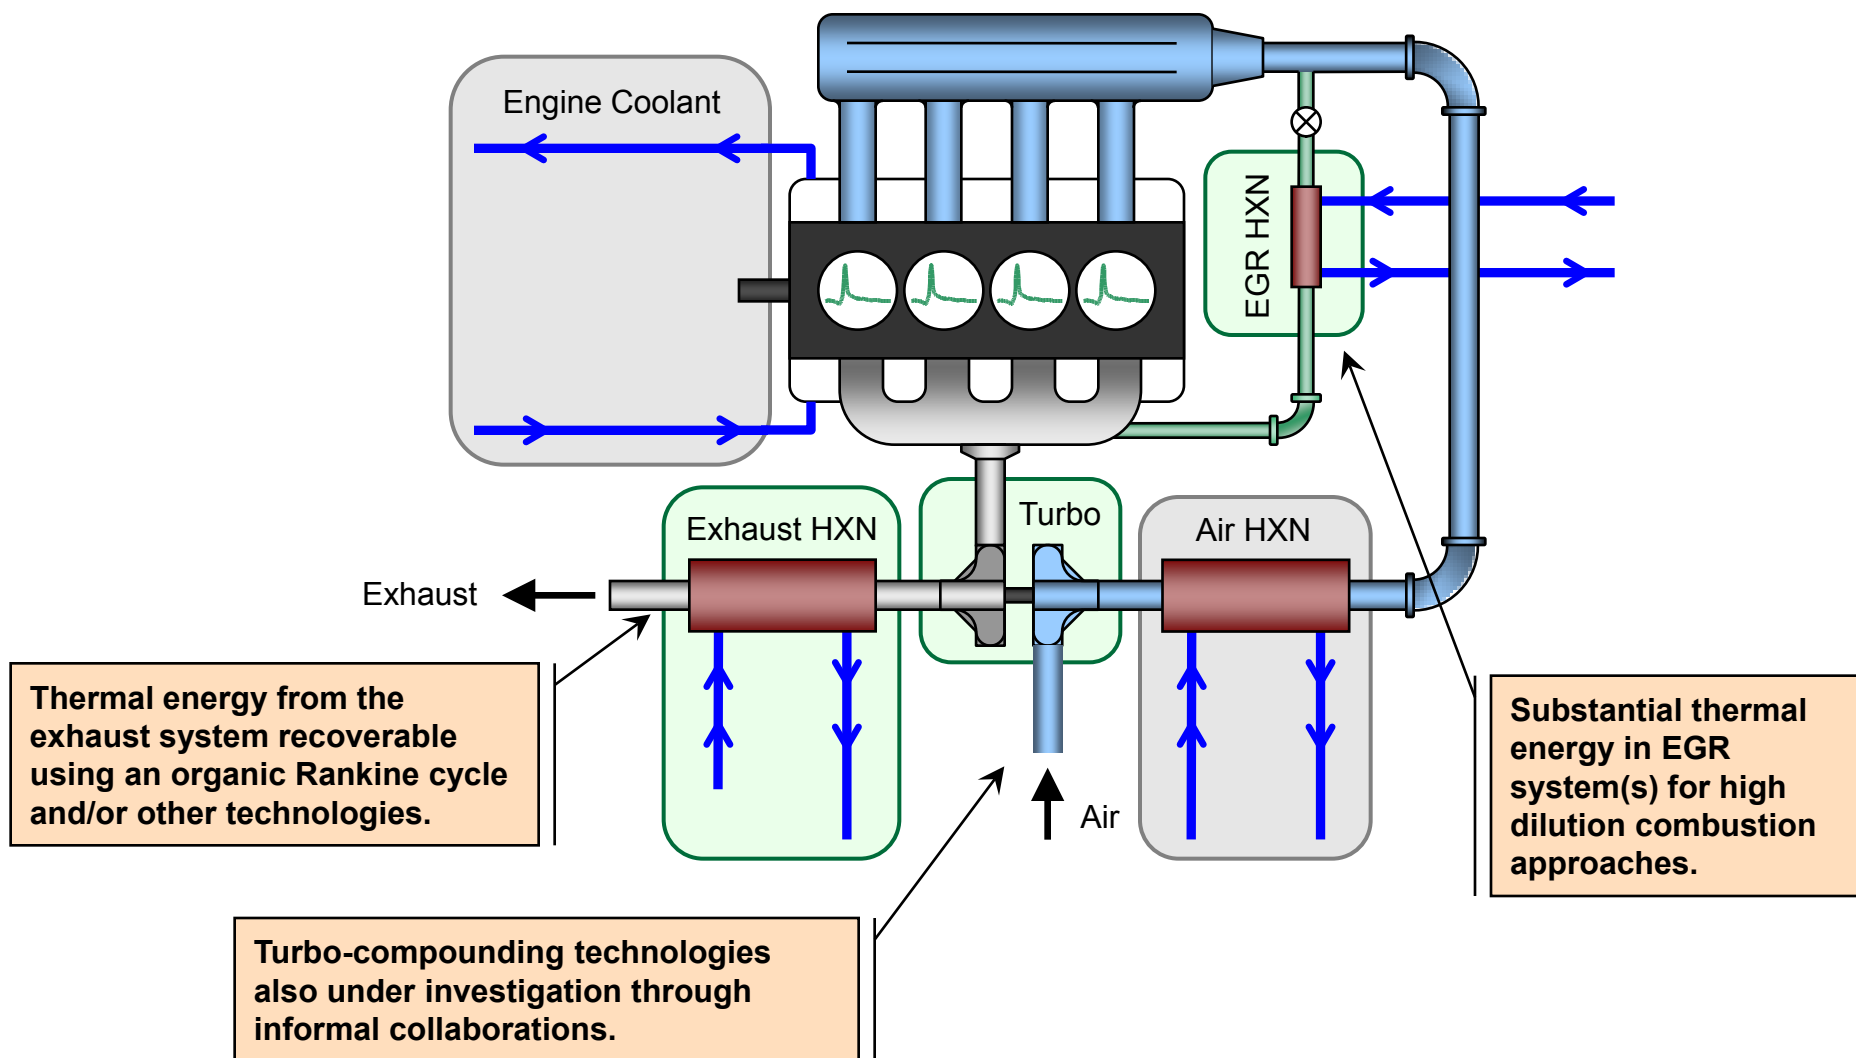 Engine Coolant
EGR HXN
Exhaust HXN
Turbo
Air HXN
Exhaust
Air
Thermal energy from the
exhaust system recoverable
using an organic Rankine cycle
and/or other technologies.
Substantial thermal
energy in EGR
system(s) for high
dilution combustion
approaches.
Turbo-compounding technologies
also under investigation through
informal collaborations.